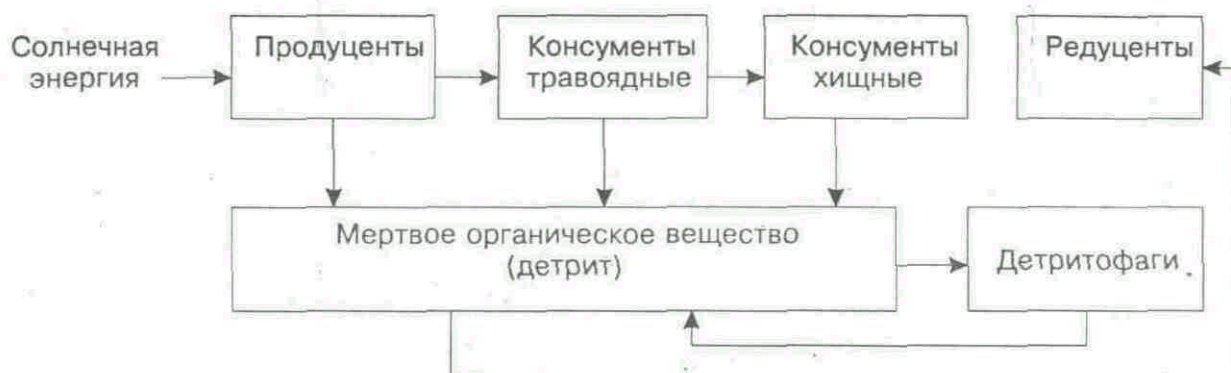 Солнечная
энергия
Продуценты
Консументы
травоядные
Консументы
хищные
Редуценты
Мертвое органическое вещество
(детрит)
Детритофаги